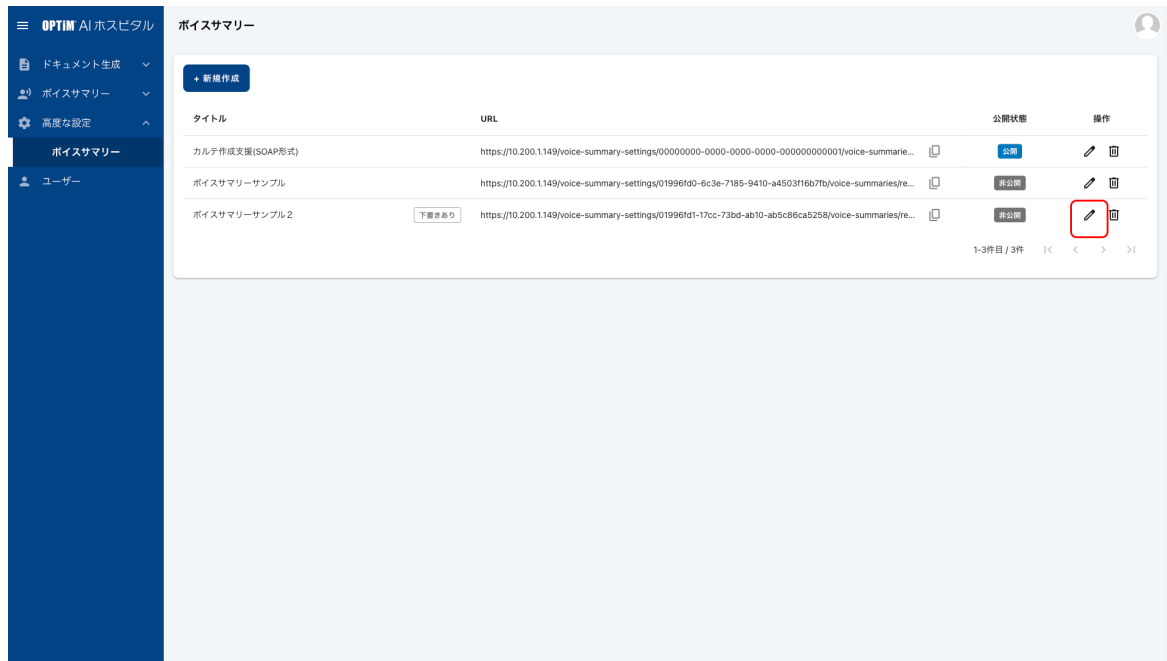 OPTiM AI ホスピタル
ボイスサマリー
ドキュメント生成
ボイスサマリー
高度な設定
ボイスサマリー
ユーザー
+ 新規作成
タイトル URL 公開状態 操作
カルテ作成支援(SOAP形式) https://10.200.1.149/voice-summary-settings/00000000-0000-0000-0000-000000000001/voice-summarie... 公開
ボイスサマリーサンプル https://10.200.1.149/voice-summary-settings/01996fd0-6c3e-7185-9410-a4503f16b7fb/voice-summaries/re... 非公開
ボイスサマリーサンプル２ 下書きあり https://10.200.1.149/voice-summary-settings/01996fd1-17cc-73bd-ab10-ab5c86ca5258/voice-summaries/re... 非公開
1-3件目 / 3件